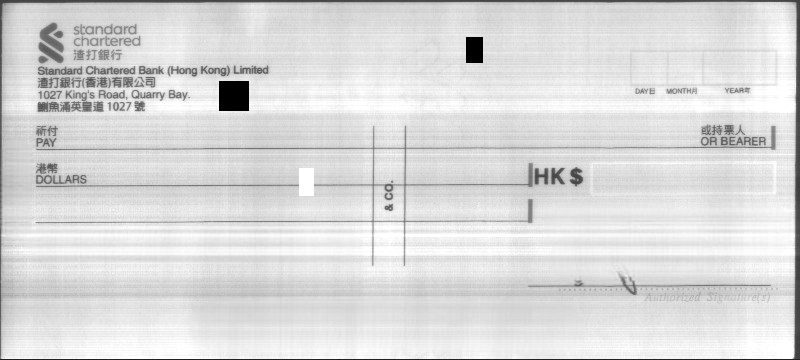 standard
chartered
渣打銀行
Standard Chartered Bank (Hong Kong) Limited
渣打銀行(香港)有限公司
1027 King's Road, Quarry Bay.
鰂魚涌英皇道 1027 號
DAY日 MONTH月 YEAR年
祈付
PAY
或持票人
OR BEARER
港幣
DOLLARS
HK $
& CO.
Authorized Signature(s)